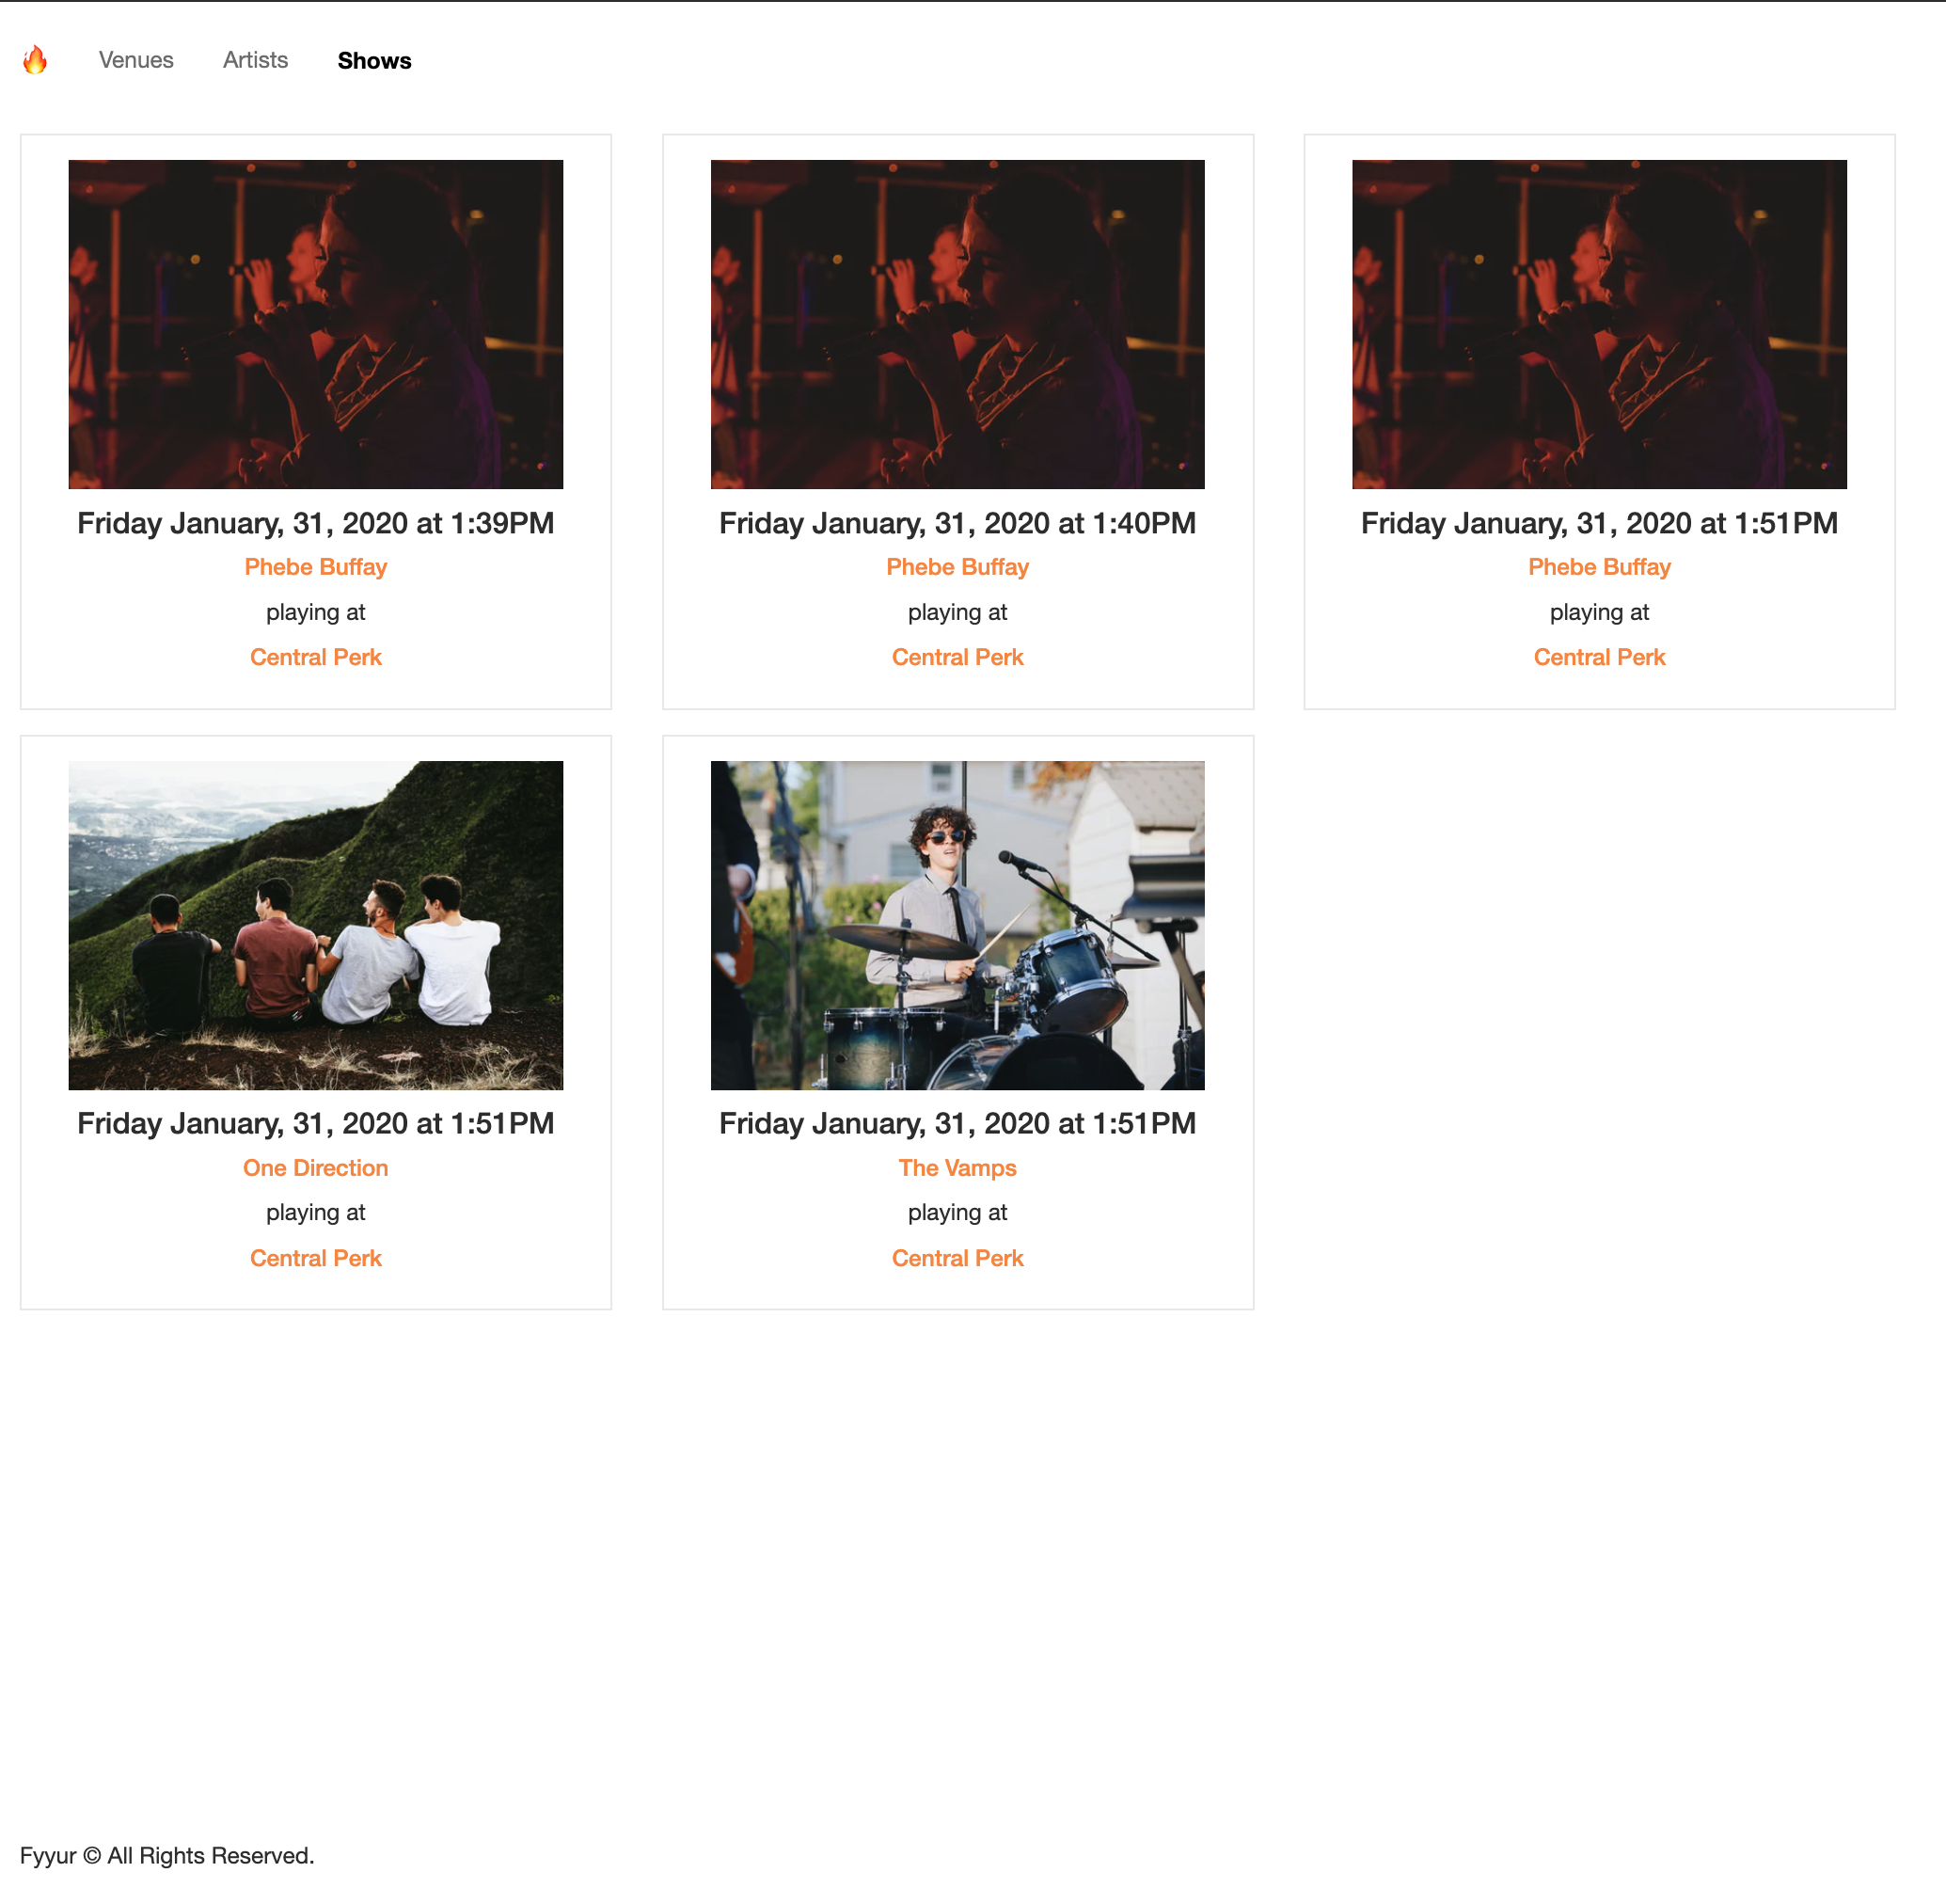 Venues Artists Shows
Friday January, 31, 2020 at 1:39PM
Phebe Buffay
playing at
Central Perk
Friday January, 31, 2020 at 1:40PM
Phebe Buffay
playing at
Central Perk
Friday January, 31, 2020 at 1:51PM
Phebe Buffay
playing at
Central Perk
Friday January, 31, 2020 at 1:51PM
One Direction
playing at
Central Perk
Friday January, 31, 2020 at 1:51PM
The Vamps
playing at
Central Perk
Fyyur © All Rights Reserved.